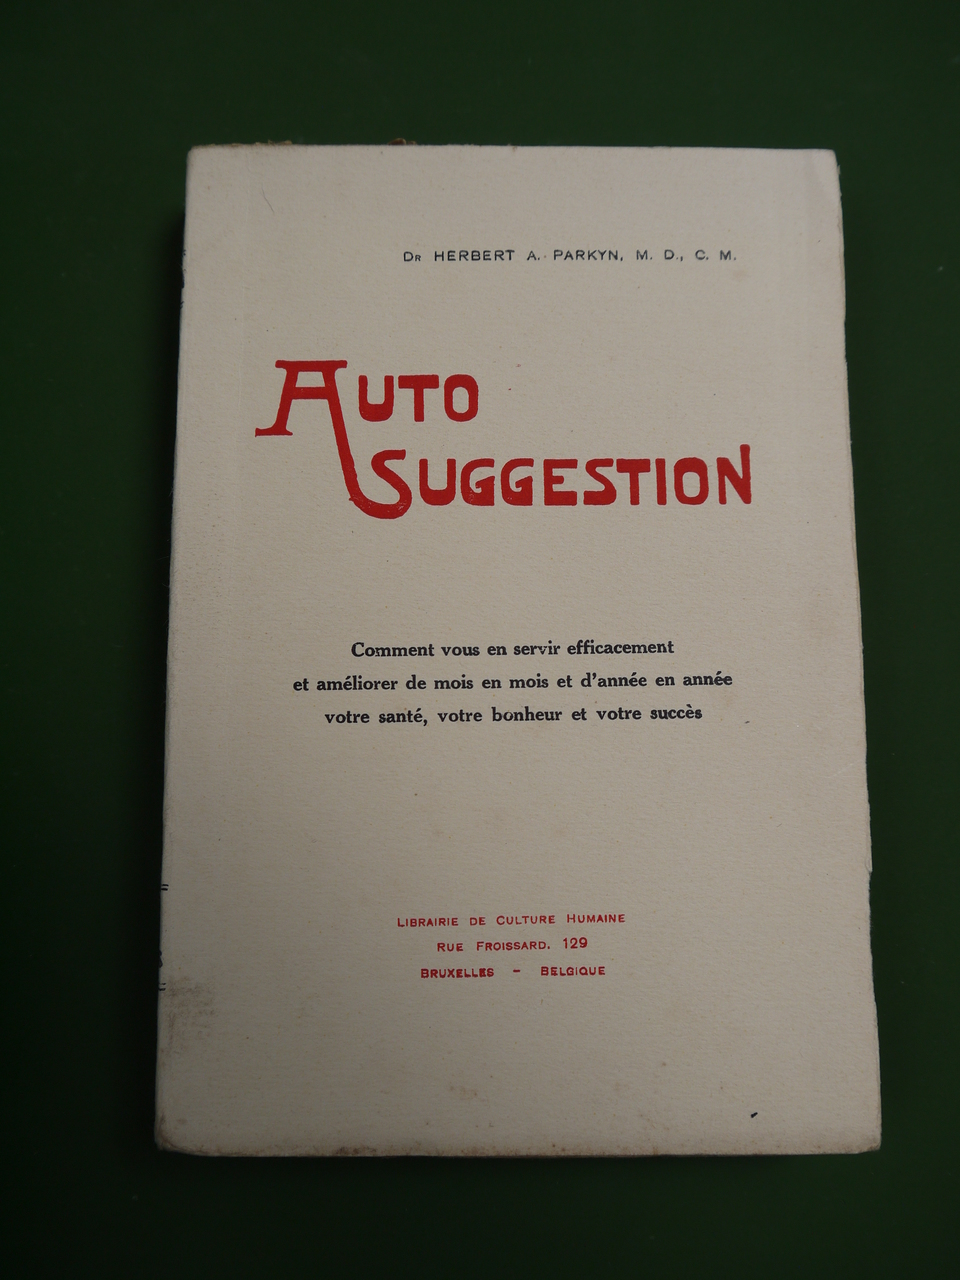 Dr HERBERT A. PARKYN, M. D., C. M.
AUTO
SUGGESTION
Comment vous en servir efficacement
et améliorer de mois en mois et d'année en année
votre santé, votre bonheur et votre succès
LIBRAIRIE DE CULTURE HUMAINE
RUE FROISSARD, 129
BRUXELLES - BELGIQUE